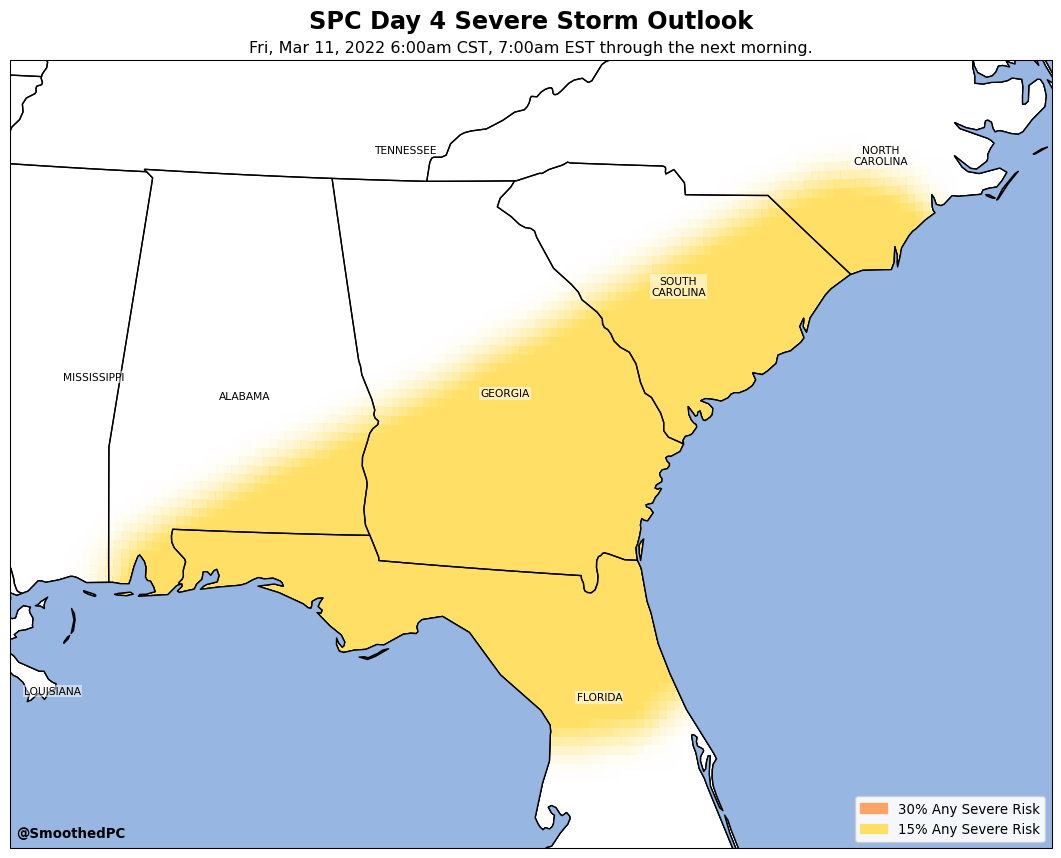 SPC Day 4 Severe Storm Outlook
Fri, Mar 11, 2022 6:00am CST, 7:00am EST through the next morning.
TENNESSEE
NORTH
CAROLINA
SOUTH
CAROLINA
MISSISSIPPI
ALABAMA
GEORGIA
LOUISIANA
FLORIDA
30% Any Severe Risk
15% Any Severe Risk
@SmoothedPC